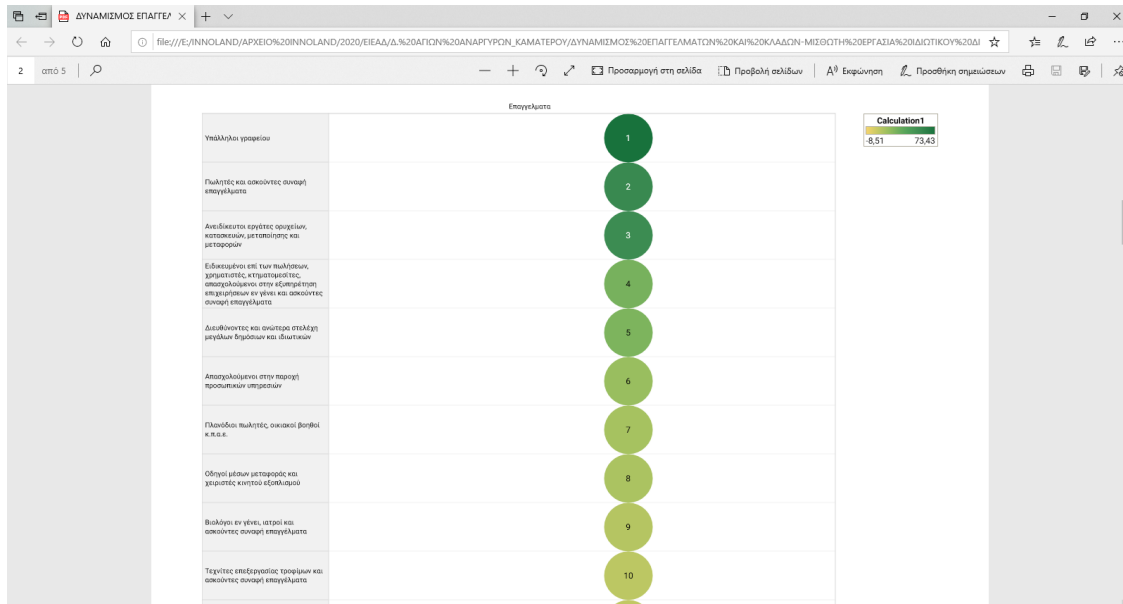 ΔΥΝΑΜΙΣΜΟΣ ΕΠΑΓΓΕΛ
file:///E:/INNOLAND/ΑΡΧΕΙΟ%20INNOLAND/2020/ΕΙΕΑΔ/Δ.%20ΑΓΙΩΝ%20ΑΝΑΡΓΥΡΩΝ_ΚΑΜΑΤΕΡΟΥ/ΔΥΝΑΜΙΣΜΟΣ%20ΕΠΑΓΓΕΛΜΑΤΩΝ%20ΚΑΙ%20ΚΛΑΔΩΝ-ΜΙΣΘΩΤΗ%20ΕΡΓΑΣΙΑ%20ΙΔΙΩΤΙΚΟΥ%20ΔΙ
2 από 5 Προσαρμογή στη σελίδα Προβολή σελίδων Εκφώνηση Προσθήκη σημειώσεων
Επαγγελματα
Calculation1
-8,51 73,43
Υπάλληλοι γραφείου
1
Πωλητές και ασκούντες συναφή
επαγγέλματα
2
Ανειδίκευτοι εργάτες ορυχείων,
κατασκευών, μεταποίησης και
μεταφορών
3
Ειδικευμένοι επί των πωλήσεων,
χρηματιστές, κτηματομεσίτες,
απασχολούμενοι στην εξυπηρέτηση
επιχειρήσεων εν γένει και ασκούντες
συναφή επαγγέλματα
4
Διευθύνοντες και ανώτερα στελέχη
μεγάλων δημόσιων και ιδιωτικών
5
Απασχολούμενοι στην παροχή
προσωπικών υπηρεσιών
6
Πλανόδιοι πωλητές, οικιακοί βοηθοί
κ.π.α.ε.
7
Οδηγοί μέσων μεταφοράς και
χειριστές κινητού εξοπλισμού
8
Βιολόγοι εν γένει, ιατροί και
ασκούντες συναφή επαγγέλματα
9
Τεχνίτες επεξεργασίας τροφίμων και
ασκούντες συναφή επαγγέλματα
10